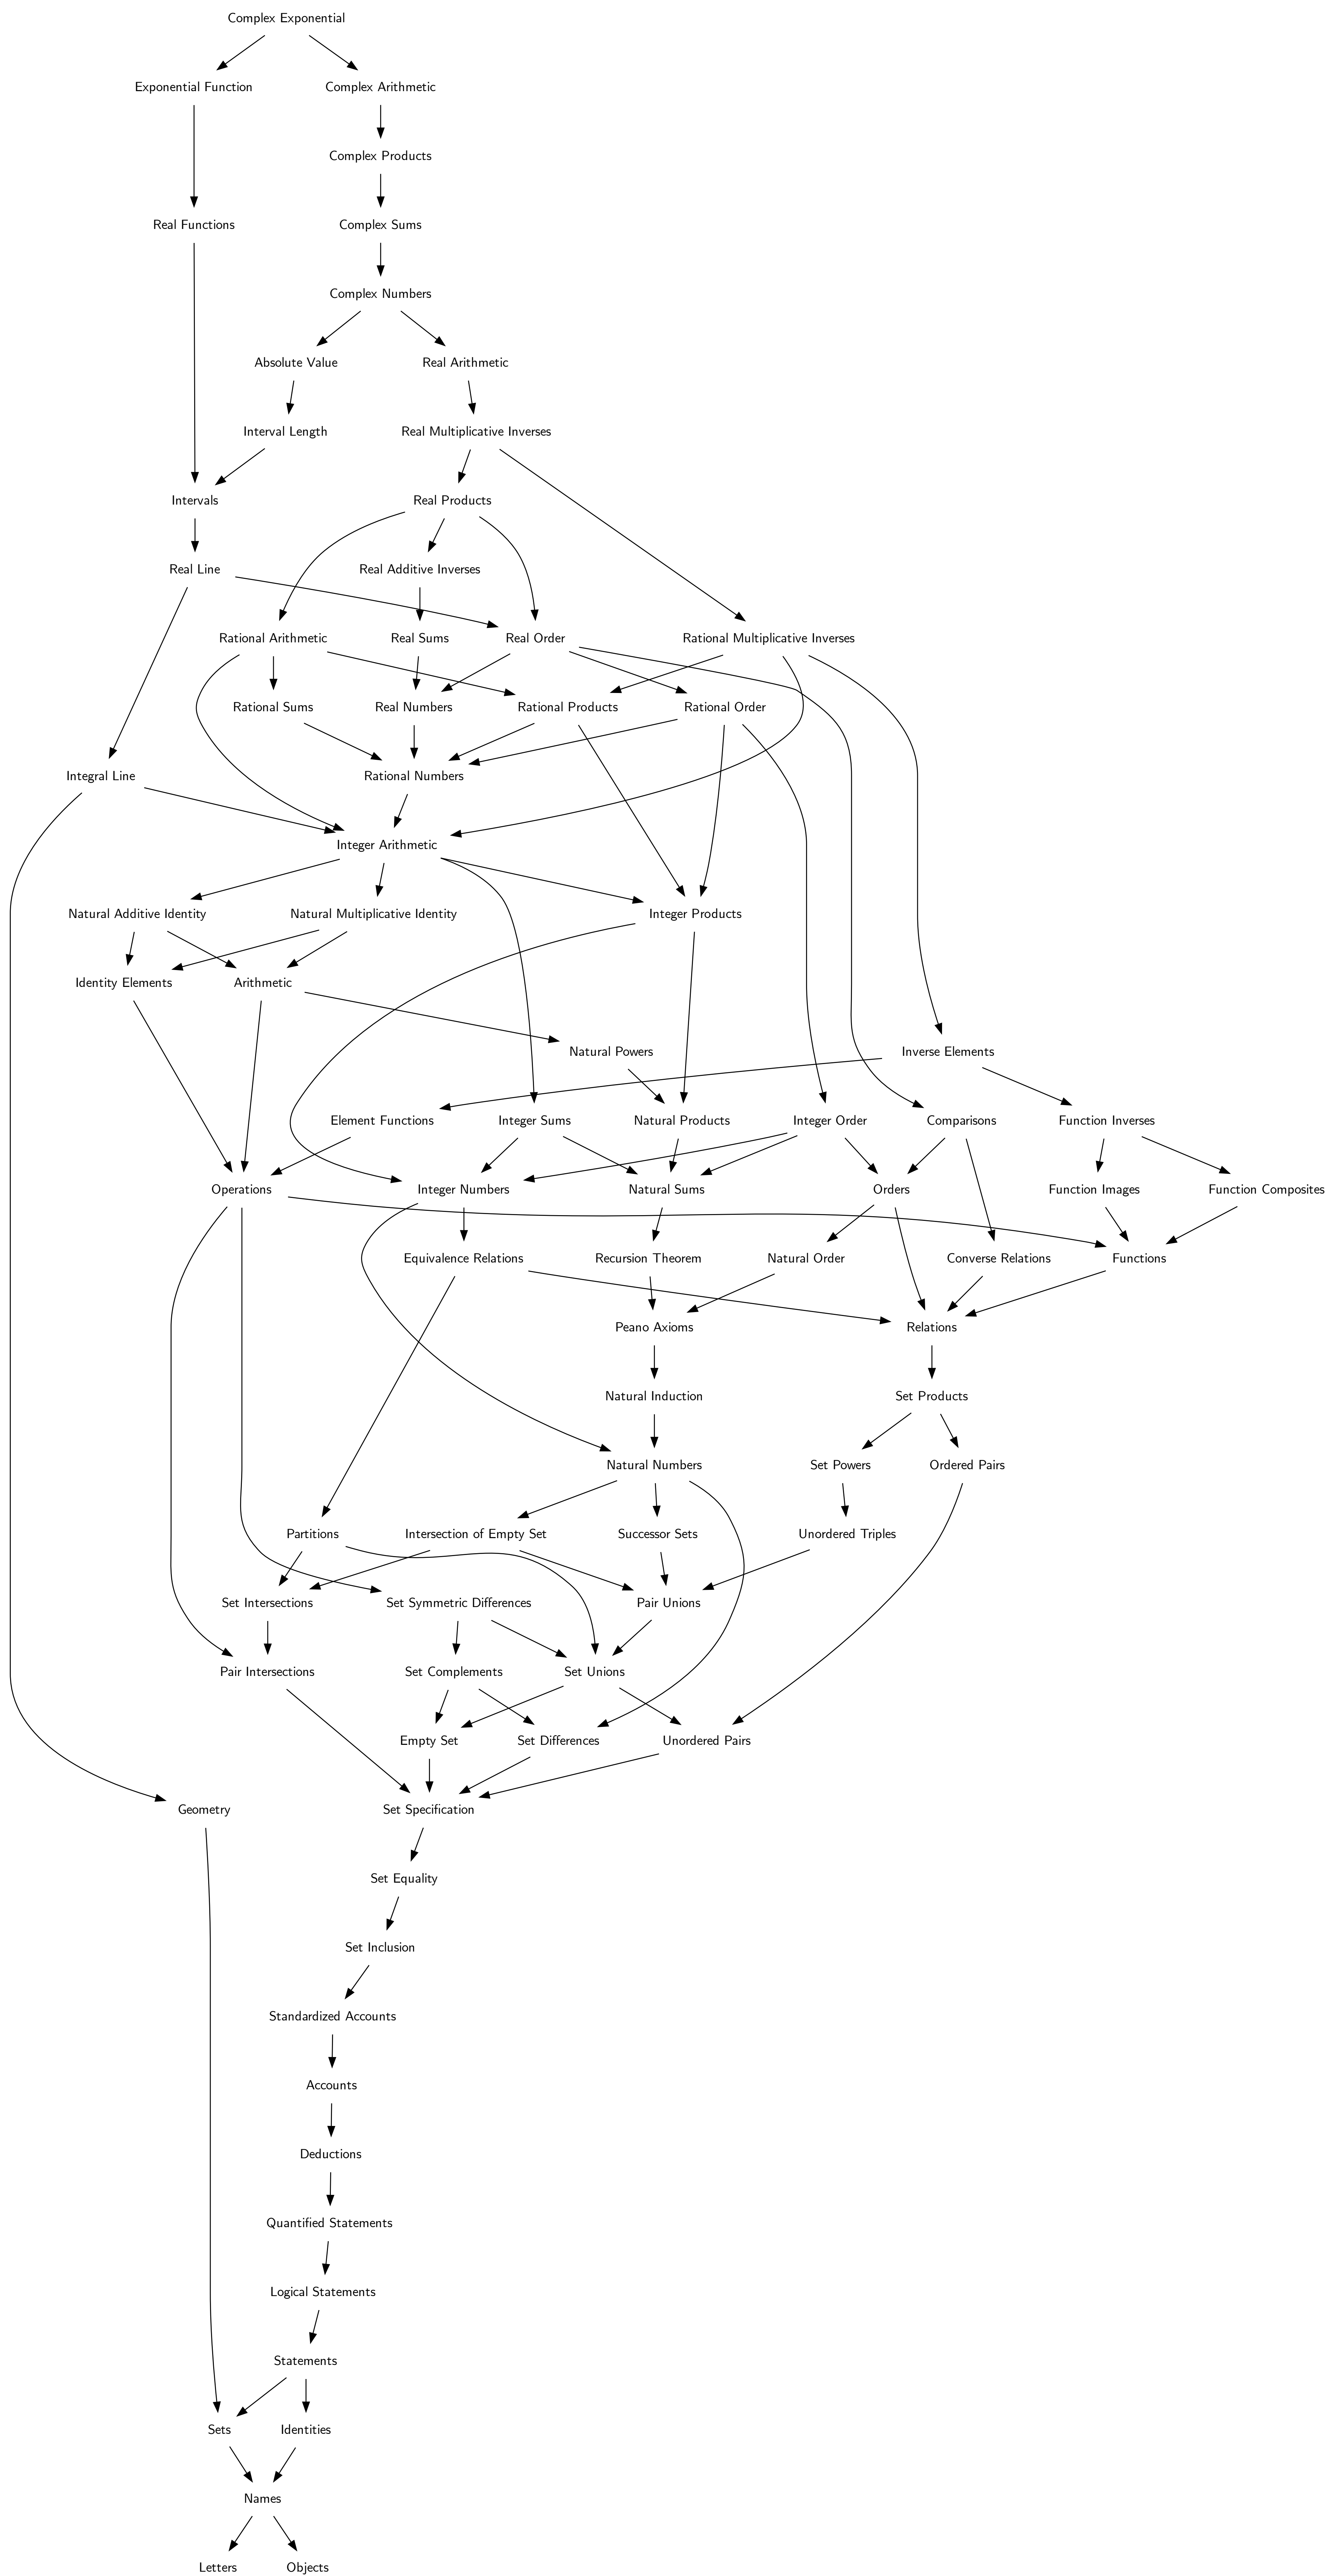 Complex Exponential
Exponential Function
Complex Arithmetic
Complex Products
Real Functions
Complex Sums
Complex Numbers
Absolute Value
Real Arithmetic
Interval Length
Real Multiplicative Inverses
Intervals
Real Products
Real Line
Real Additive Inverses
Rational Arithmetic
Real Sums
Real Order
Rational Multiplicative Inverses
Rational Sums
Real Numbers
Rational Products
Rational Order
Integral Line
Rational Numbers
Integer Arithmetic
Natural Additive Identity
Natural Multiplicative Identity
Integer Products
Identity Elements
Arithmetic
Natural Powers
Inverse Elements
Element Functions
Integer Sums
Natural Products
Integer Order
Comparisons
Function Inverses
Operations
Integer Numbers
Natural Sums
Orders
Function Images
Function Composites
Equivalence Relations
Recursion Theorem
Natural Order
Converse Relations
Functions
Peano Axioms
Relations
Natural Induction
Set Products
Natural Numbers
Set Powers
Ordered Pairs
Partitions
Intersection of Empty Set
Successor Sets
Unordered Triples
Set Intersections
Set Symmetric Differences
Pair Unions
Pair Intersections
Set Complements
Set Unions
Empty Set
Set Differences
Unordered Pairs
Geometry
Set Specification
Set Equality
Set Inclusion
Standardized Accounts
Accounts
Deductions
Quantified Statements
Logical Statements
Statements
Sets
Identities
Names
Letters
Objects